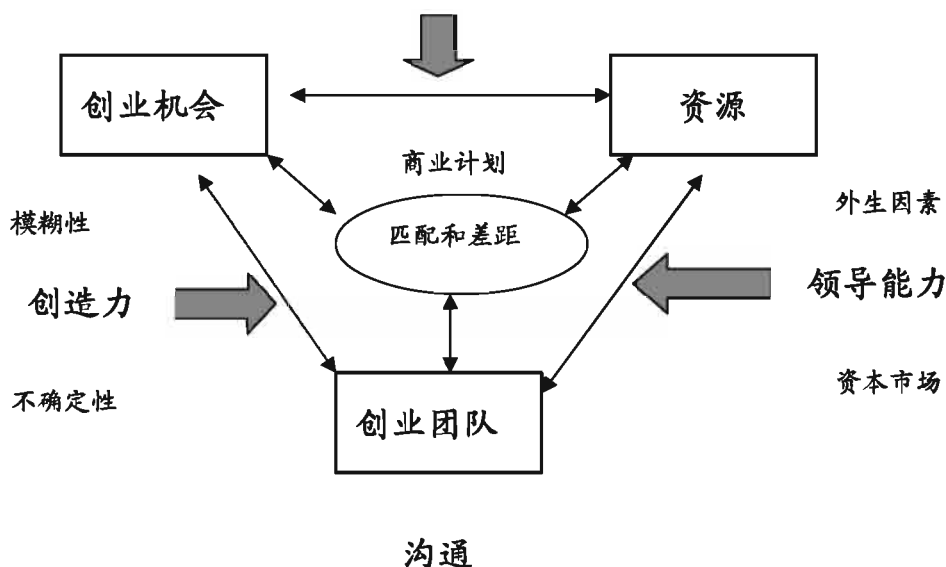 创业机会
资源
商业计划
模糊性
外生因素
匹配和差距
创造力
领导能力
不确定性
资本市场
创业团队
沟通